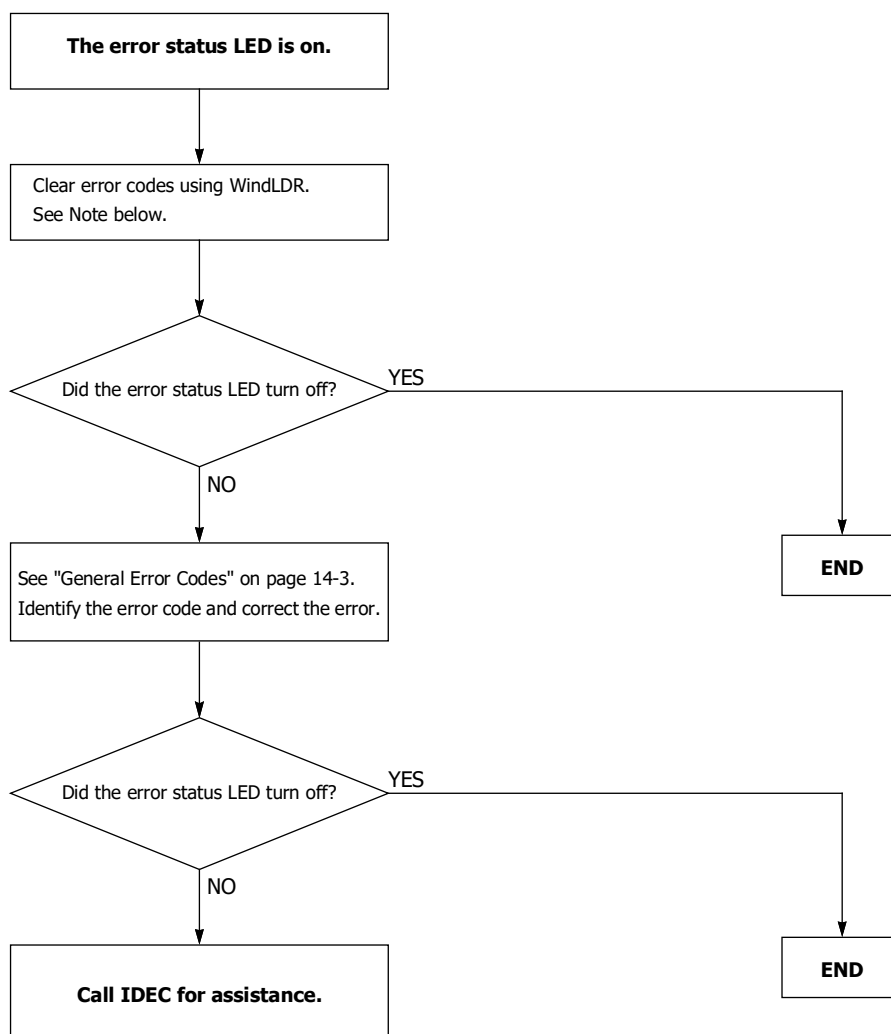 The error status LED is on.
Clear error codes using WindLDR.
See Note below.
Did the error status LED turn off?
YES
NO
END
See "General Error Codes" on page 14-3.
Identify the error code and correct the error.
Did the error status LED turn off?
YES
NO
END
Call IDEC for assistance.